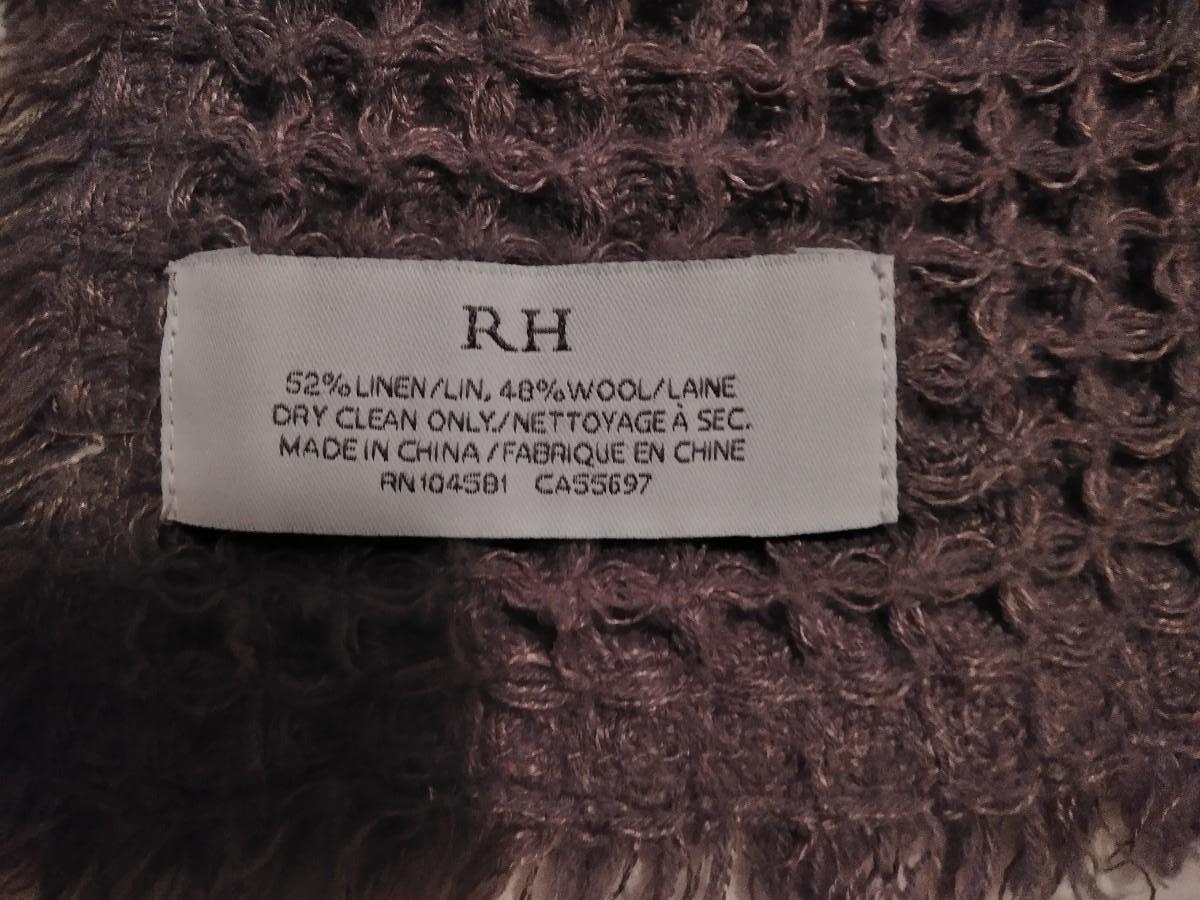 RH
52% LINEN/LIN, 48% WOOL/LAINE
DRY CLEAN ONLY./NETTOYAGE À SEC.
MADE IN CHINA/FABRIQUE EN CHINE
RN104581 CA55697